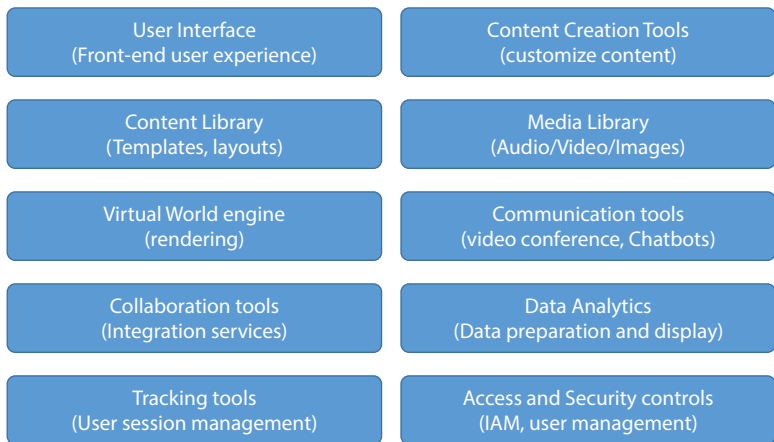 User Interface
(Front-end user experience)
Content Creation Tools
(customize content)
Content Library
(Templates, layouts)
Media Library
(Audio/Video/Images)
Virtual World engine
(rendering)
Communication tools
(video conference, Chatbots)
Collaboration tools
(Integration services)
Data Analytics
(Data preparation and display)
Tracking tools
(User session management)
Access and Security controls
(IAM, user management)